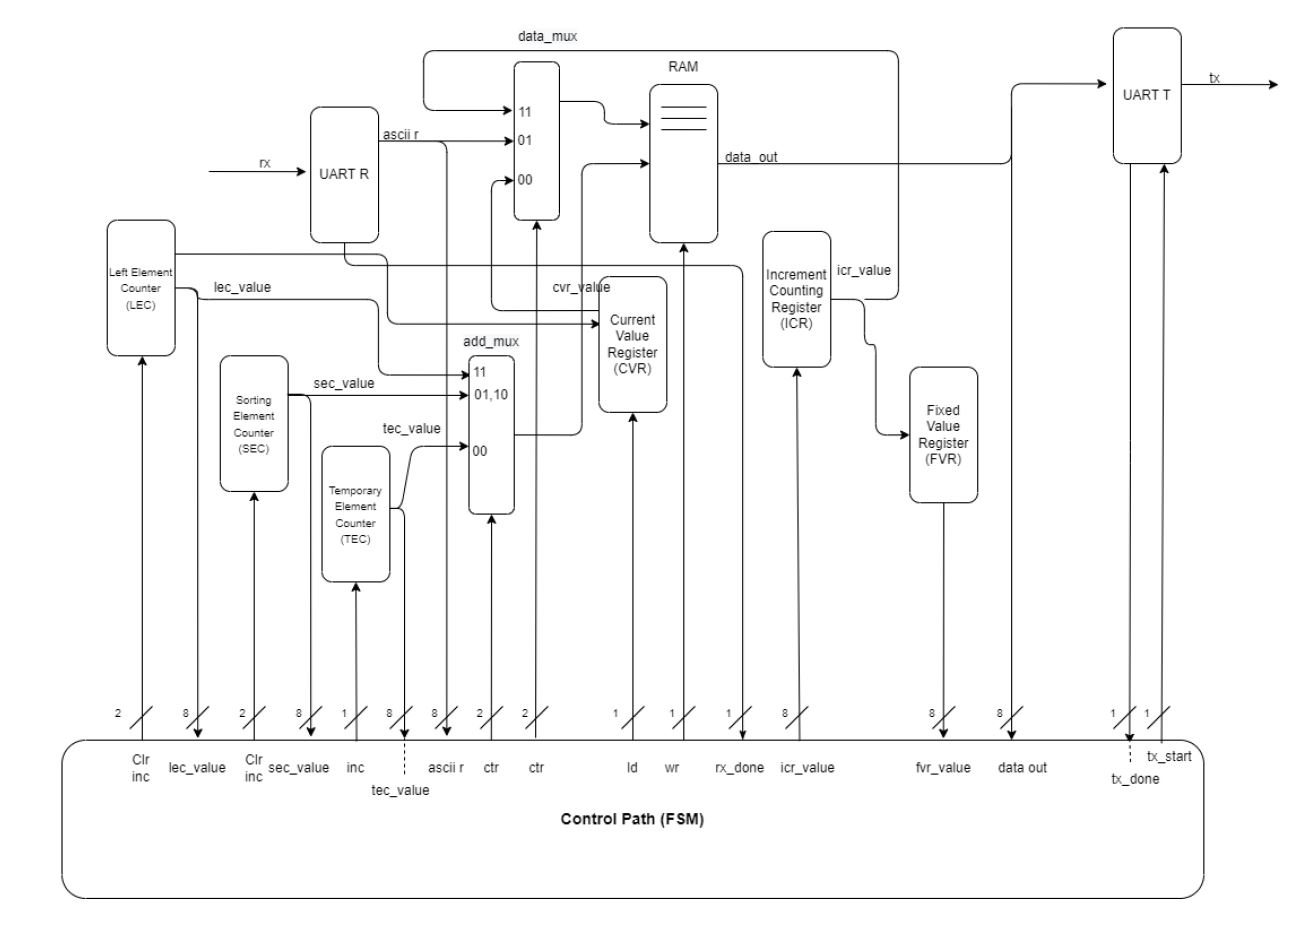 data_mux
RAM
UART T
tx
11
ascii r
01
rx
UART R
data_out
00
Left Element
Counter
(LEC)
lec_value
cvr_value
Increment
Counting
Register
(ICR)
icr_value
Current
Value
Register
(CVR)
add_mux
11
sec_value
01,10
Sorting
Element
Counter
(SEC)
tec_value
00
Fixed
Value
Register
(FVR)
Temporary
Element
Counter
(TEC)
2 8 2 8 1 8 8 2 2 1 1 1 8 8 8 1 1
Clr
inc
lec_value
Clr
inc
sec_value
inc
tec_value
ascii r
ctr
ctr
ld
wr
rx_done
icr_value
fvr_value
data out
tx_done
tx_start
Control Path (FSM)